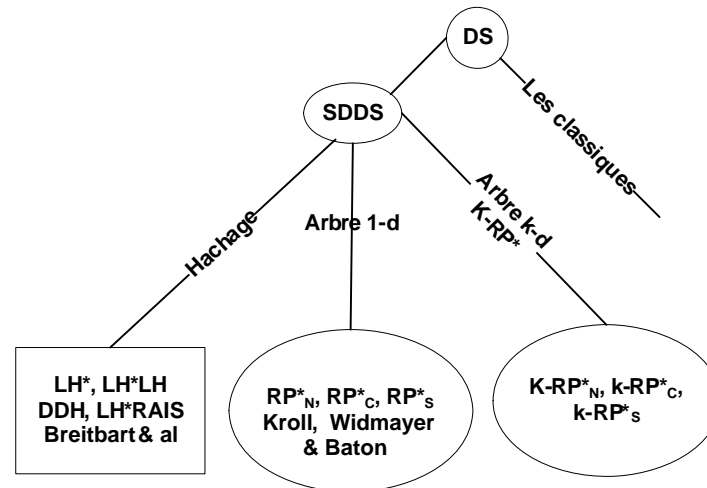 DS
SDDS
Les classiques
Hachage
Arbre 1-d
Arbre k-d
K-RP*
LH*, LH*LH
DDH, LH*RAIS
Breitbart & al
RP*N, RP*C, RP*S
Kroll, Widmayer
& Baton
K-RP*N, k-RP*C,
k-RP*S